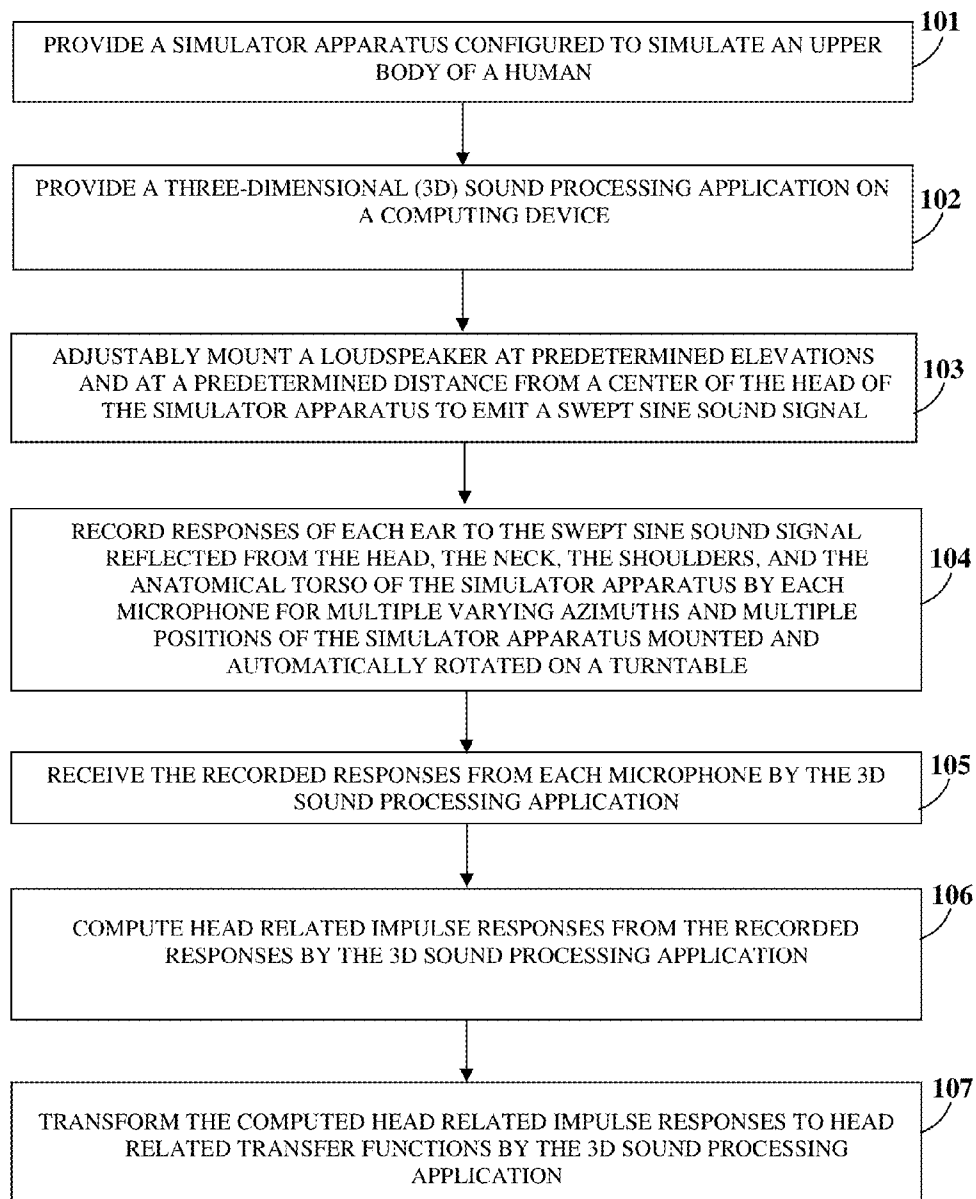 101
PROVIDE A SIMULATOR APPARATUS CONFIGURED TO SIMULATE AN UPPER
BODY OF A HUMAN
102
PROVIDE A THREE-DIMENSIONAL (3D) SOUND PROCESSING APPLICATION ON
A COMPUTING DEVICE
103
ADJUSTABLY MOUNT A LOUDSPEAKER AT PREDETERMINED ELEVATIONS
AND AT A PREDETERMINED DISTANCE FROM A CENTER OF THE HEAD OF
THE SIMULATOR APPARATUS TO EMIT A SWEPT SINE SOUND SIGNAL
104
RECORD RESPONSES OF EACH EAR TO THE SWEPT SINE SOUND SIGNAL
REFLECTED FROM THE HEAD, THE NECK, THE SHOULDERS, AND THE
ANATOMICAL TORSO OF THE SIMULATOR APPARATUS BY EACH
MICROPHONE FOR MULTIPLE VARYING AZIMUTHS AND MULTIPLE
POSITIONS OF THE SIMULATOR APPARATUS MOUNTED AND
AUTOMATICALLY ROTATED ON A TURNTABLE
105
RECEIVE THE RECORDED RESPONSES FROM EACH MICROPHONE BY THE 3D
SOUND PROCESSING APPLICATION
106
COMPUTE HEAD RELATED IMPULSE RESPONSES FROM THE RECORDED
RESPONSES BY THE 3D SOUND PROCESSING APPLICATION
107
TRANSFORM THE COMPUTED HEAD RELATED IMPULSE RESPONSES TO HEAD
RELATED TRANSFER FUNCTIONS BY THE 3D SOUND PROCESSING
APPLICATION